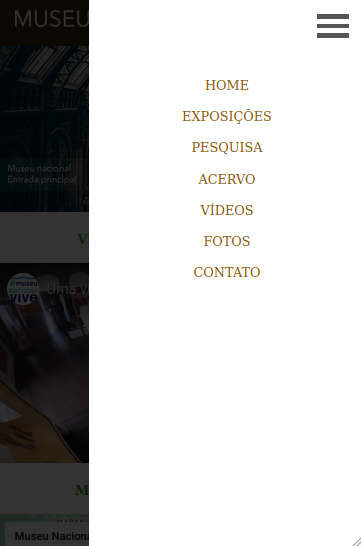 MUSEU
HOME
EXPOSIÇÕES
PESQUISA
ACERVO
VÍDEOS
FOTOS
CONTATO
Museu nacional
Entrada principal
#museu
nacional
vive
Uma v
M
Museu Naciona